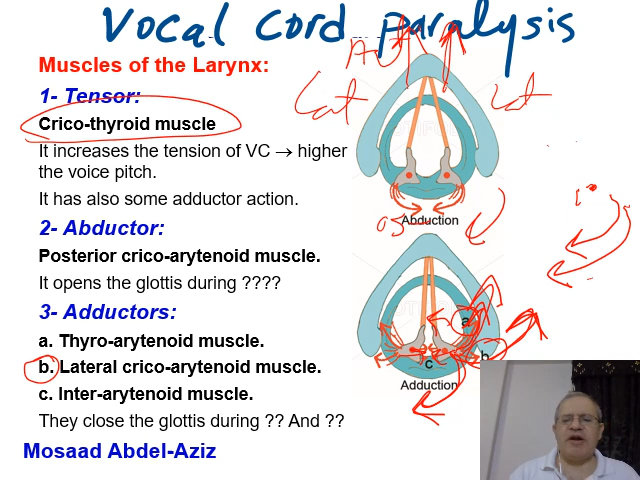 Vocal cord paralysis
Muscles of the Larynx:
1- Tensor:
Crico-thyroid muscle
It increases the tension of VC → higher
the voice pitch.
It has also some adductor action.
2- Abductor:
Posterior crico-arytenoid muscle.
It opens the glottis during ????
3- Adductors:
a. Thyro-arytenoid muscle.
b. Lateral crico-arytenoid muscle.
c. Inter-arytenoid muscle.
They close the glottis during ?? And ??
Mosaad Abdel-Aziz
Lat
Lat
Abduction
a
b
c
Adduction